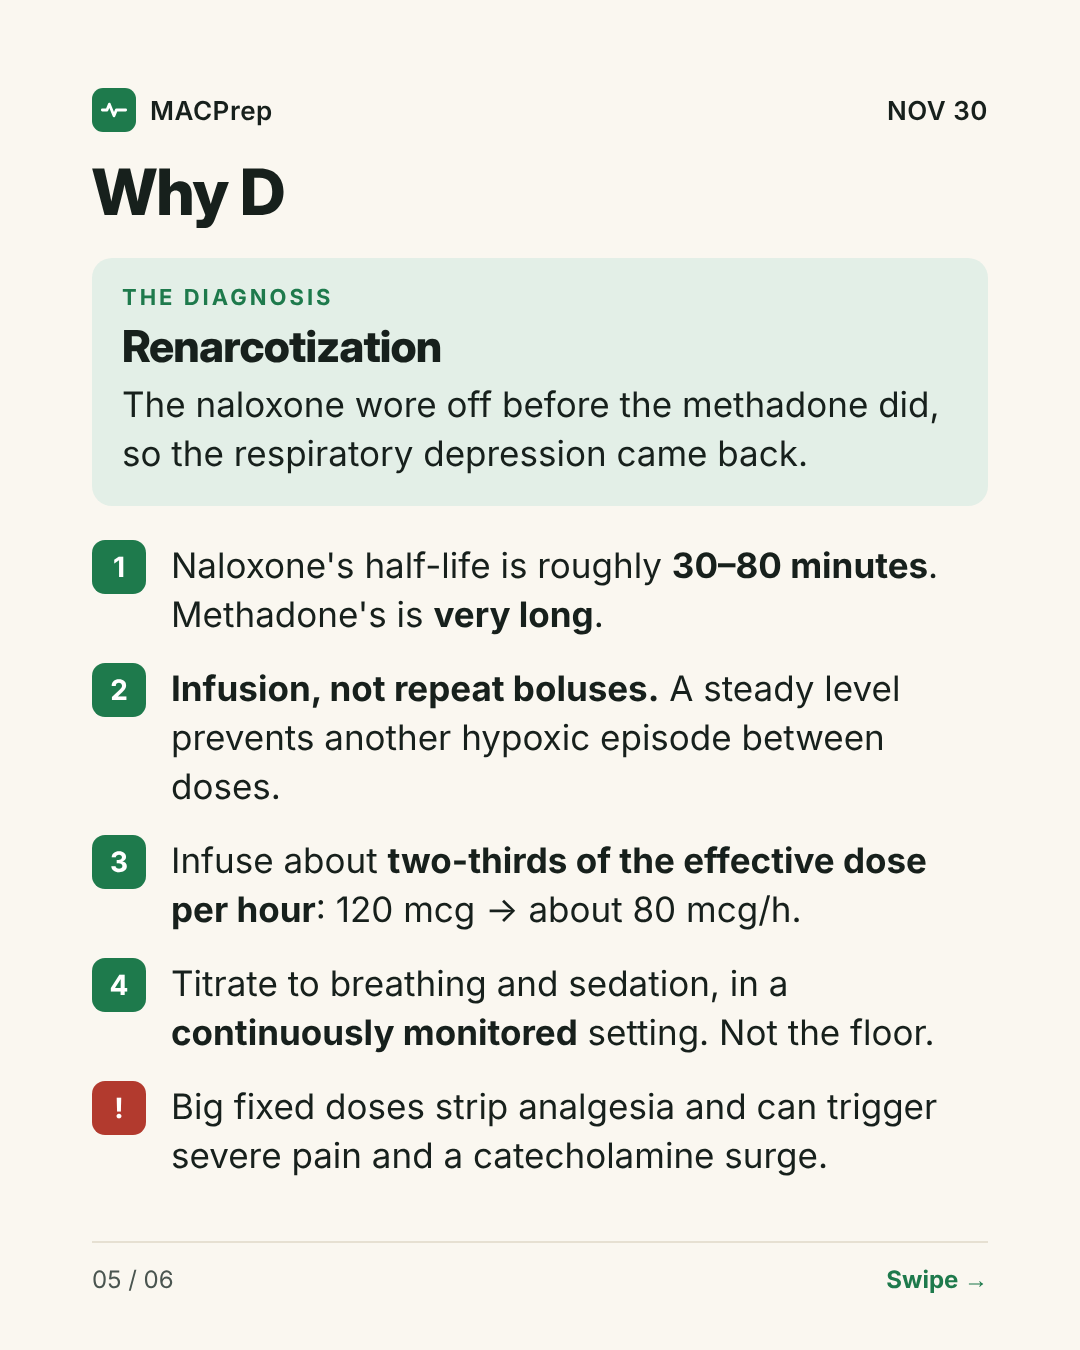 MACPrep
NOV 30
Why D
THE DIAGNOSIS
Renarcotization
The naloxone wore off before the methadone did,
so the respiratory depression came back.
1
Naloxone's half-life is roughly 30–80 minutes.
Methadone's is very long.
2
Infusion, not repeat boluses. A steady level
prevents another hypoxic episode between
doses.
3
Infuse about two-thirds of the effective dose
per hour: 120 mcg → about 80 mcg/h.
4
Titrate to breathing and sedation, in a
continuously monitored setting. Not the floor.
!
Big fixed doses strip analgesia and can trigger
severe pain and a catecholamine surge.
05 / 06
Swipe →